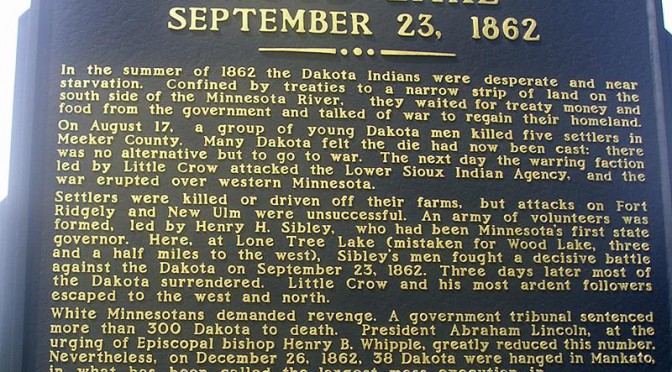 LAKE
SEPTEMBER 23, 1862
In the summer of 1862 the Dakota Indians were desperate and near
starvation. Confined by treaties to a narrow strip of land on the
south side of the Minnesota River, they waited for treaty money and
food from the government and talked of war to regain their homeland.
On August 17, a group of young Dakota men killed five settlers in
Meeker County. Many Dakota felt the die had now been cast: there
was no alternative but to go to war. The next day the warring faction
led by Little Crow attacked the Lower Sioux Indian Agency, and the
war erupted over western Minnesota.
Settlers were killed or driven off their farms, but attacks on Fort
Ridgely and New Ulm were unsuccessful. An army of volunteers was
formed, led by Henry H. Sibley, who had been Minnesota's first state
governor. Here, at Lone Tree Lake (mistaken for Wood Lake, three
and a half miles to the west), Sibley's men fought a decisive battle
against the Dakota on September 23, 1862. Three days later most of
the Dakota surrendered. Little Crow and his most ardent followers
escaped to the west and north.
White Minnesotans demanded revenge. A government tribunal sentenced
more than 300 Dakota to death. President Abraham Lincoln, at the
urging of Episcopal bishop Henry B. Whipple, greatly reduced this number.
Nevertheless, on December 26, 1862, 38 Dakota were hanged in Mankato,
in what has been called the largest mass execution in